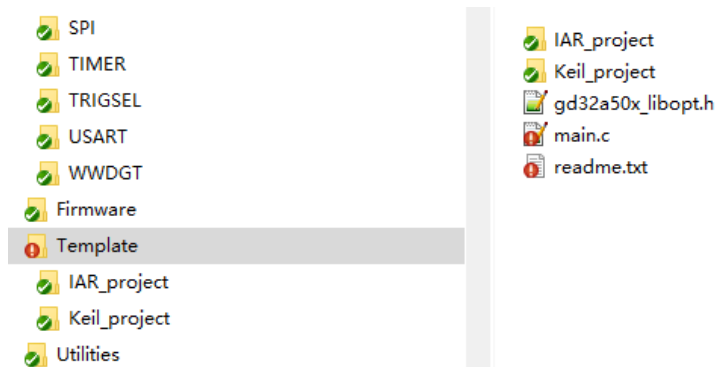 SPI
TIMER
TRIGSEL
USART
WWDGT
Firmware
Template
IAR_project
Keil_project
Utilities
IAR_project
Keil_project
gd32a50x_libopt.h
main.c
readme.txt